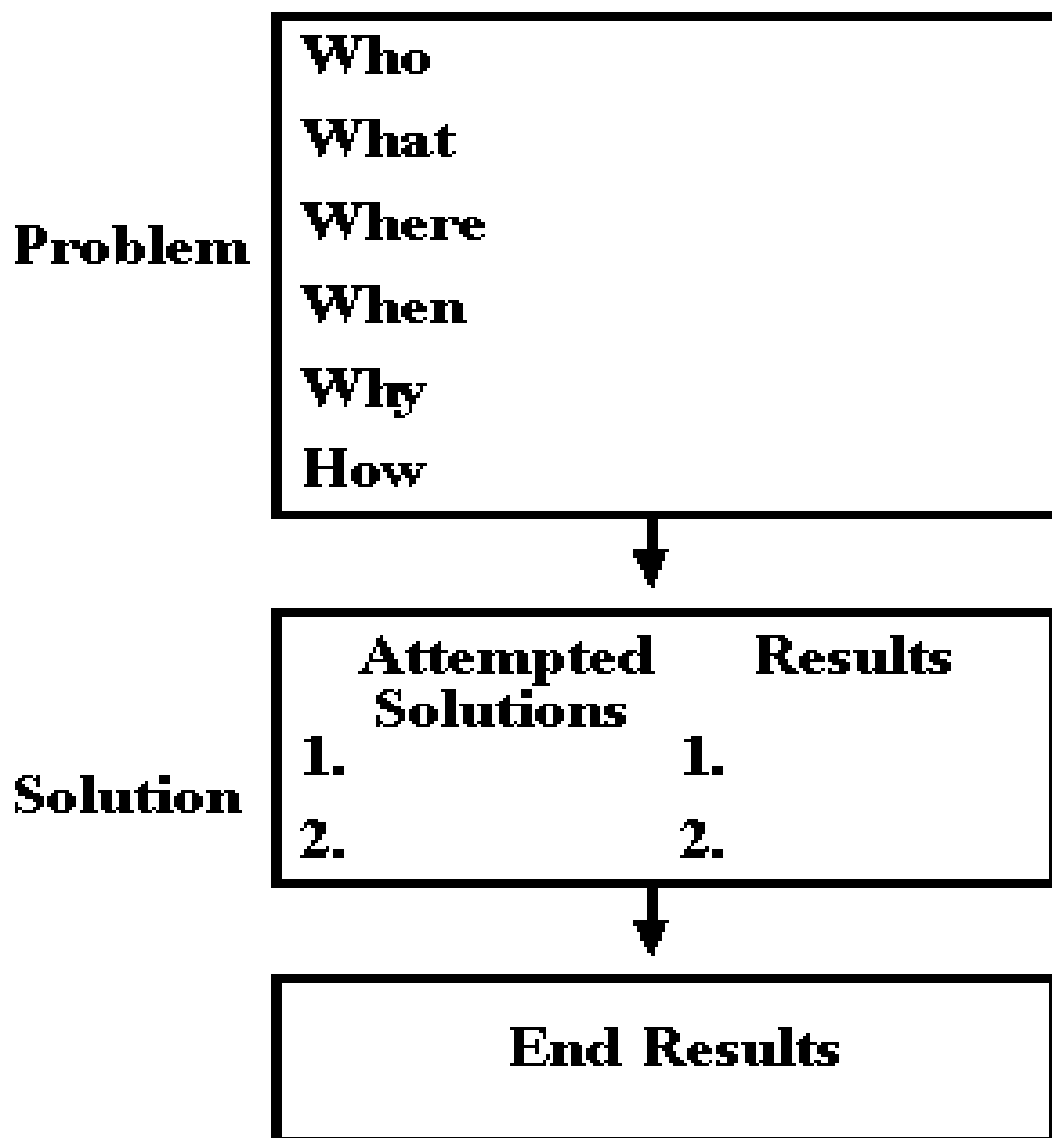 Problem
Who
What
Where
When
Why
How
Solution
Attempted Solutions
Results
1.
1.
2.
2.
End Results